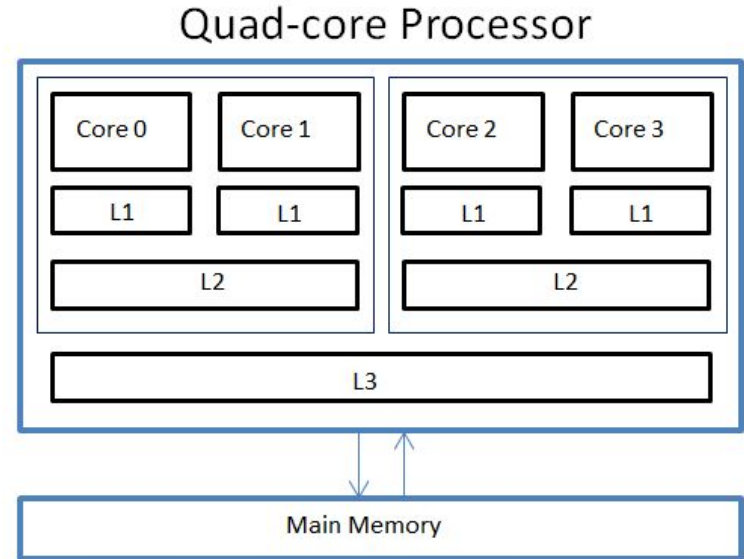 Quad-core Processor
Core 0 Core 1 Core 2 Core 3
L1 L1 L1 L1
L2 L2
L3
Main Memory